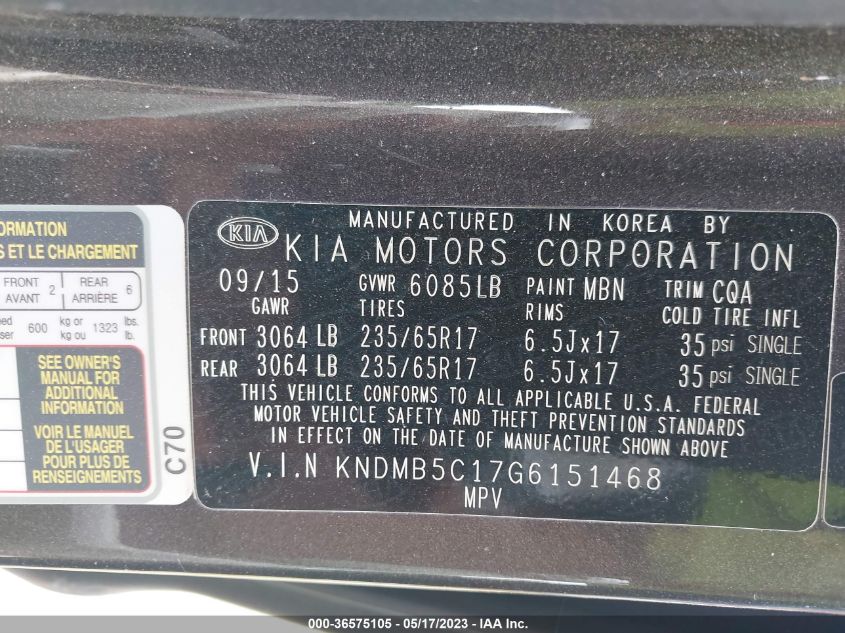 ORMATION
S ET LE CHARGEMENT
FRONT AVANT 2 REAR ARRIÈRE 6
600 kg or kg ou 1323 lbs. lb.
SEE OWNER'S
MANUAL FOR
ADDITIONAL
INFORMATION
VOIR LE MANUEL
DE L'USAGER
POUR PLUS DE
RENSEIGNEMENTS
C70
KIA
MANUFACTURED IN KOREA BY
KIA MOTORS CORPORATION
09/15 GVWR 6085LB PAINT MBN TRIM CQA
GAWR TIRES RIMS COLD TIRE INFL
FRONT 3064 LB 235/65R17 6.5Jx17 35 psi SINGLE
REAR 3064 LB 235/65R17 6.5Jx17 35 psi SINGLE
THIS VEHICLE CONFORMS TO ALL APPLICABLE U.S.A. FEDERAL
MOTOR VEHICLE SAFETY AND THEFT PREVENTION STANDARDS
IN EFFECT ON THE DATE OF MANUFACTURE SHOWN ABOVE
V.I.N KNDMB5C17G6151468
MPV
000-36575105 - 05/17/2023 - IAA Inc.